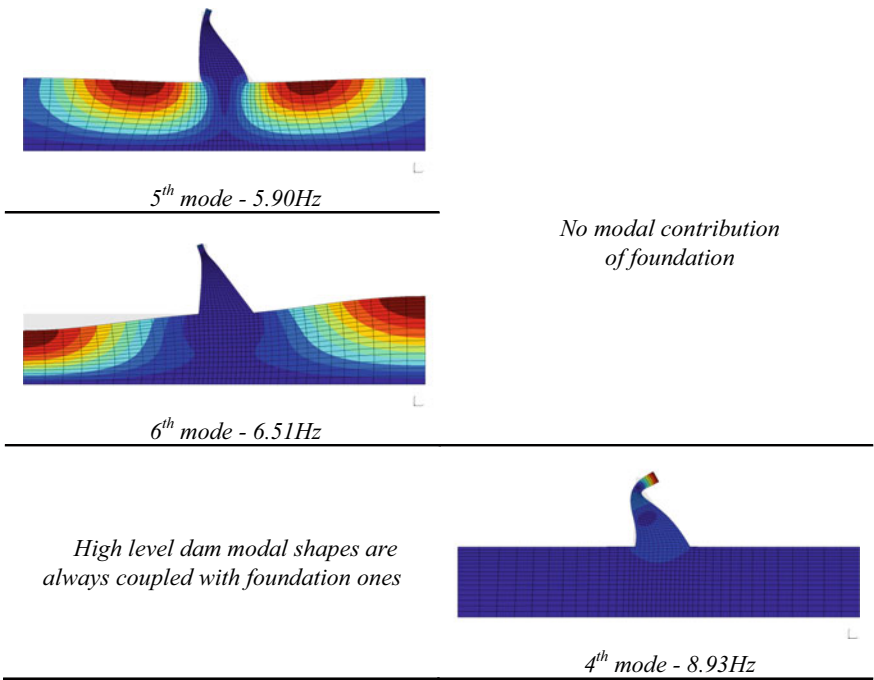 5th mode - 5.90Hz
No modal contribution
of foundation
6th mode - 6.51Hz
High level dam modal shapes are
always coupled with foundation ones
4th mode - 8.93Hz